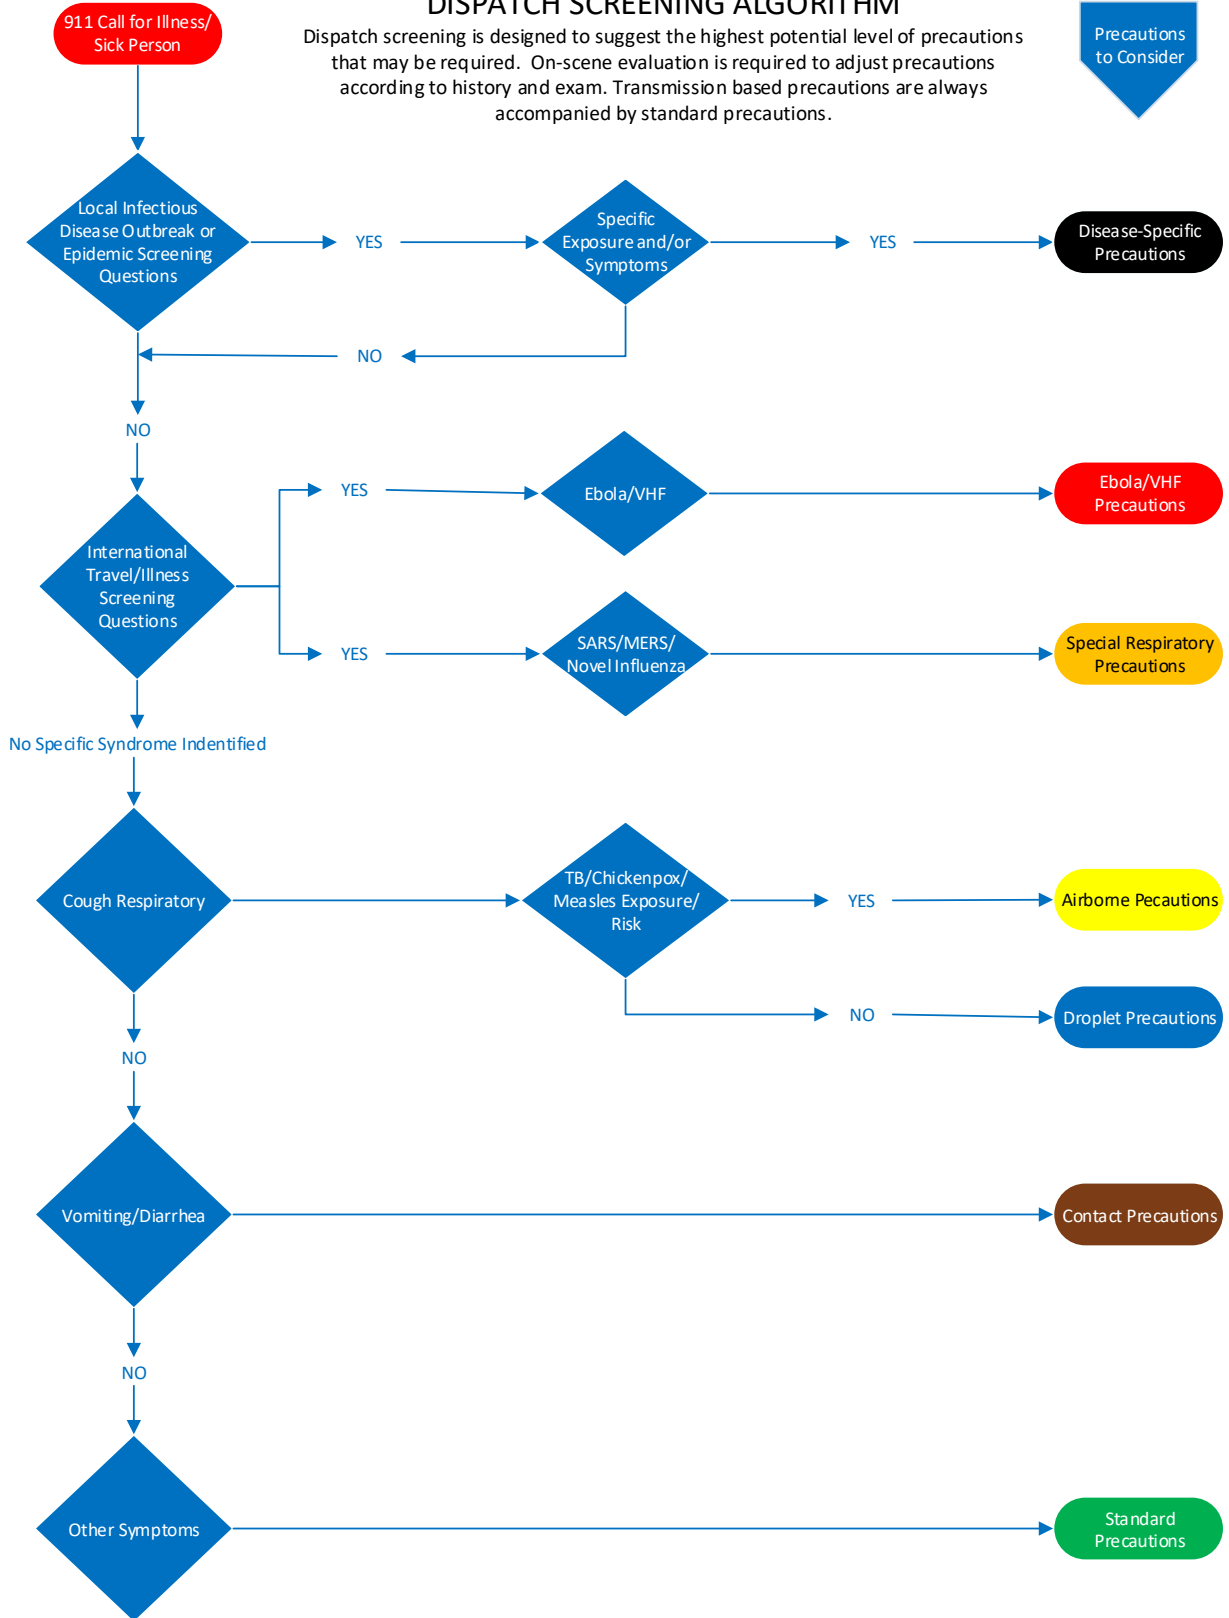 DISPATCH SCREENING ALGORITHM
911 Call for Illness/
Sick Person
Dispatch screening is designed to suggest the highest potential level of precautions
that may be required. On-scene evaluation is required to adjust precautions
according to history and exam. Transmission based precautions are always
accompanied by standard precautions.
Precautions
to Consider
Local Infectious
Disease Outbreak or
Epidemic Screening
Questions
YES
Specific
Exposure and/or
Symptoms
YES
Disease-Specific
Precautions
NO
NO
International
Travel/Illness
Screening
Questions
YES
Ebola/VHF
Ebola/VHF
Precautions
YES
SARS/MERS/
Novel Influenza
Special Respiratory
Precautions
No Specific Syndrome Indentified
Cough Respiratory
TB/Chickenpox/
Measles Exposure/
Risk
YES
Airborne Pecautions
NO
Droplet Precautions
NO
Vomiting/Diarrhea
Contact Precautions
NO
Other Symptoms
Standard
Precautions